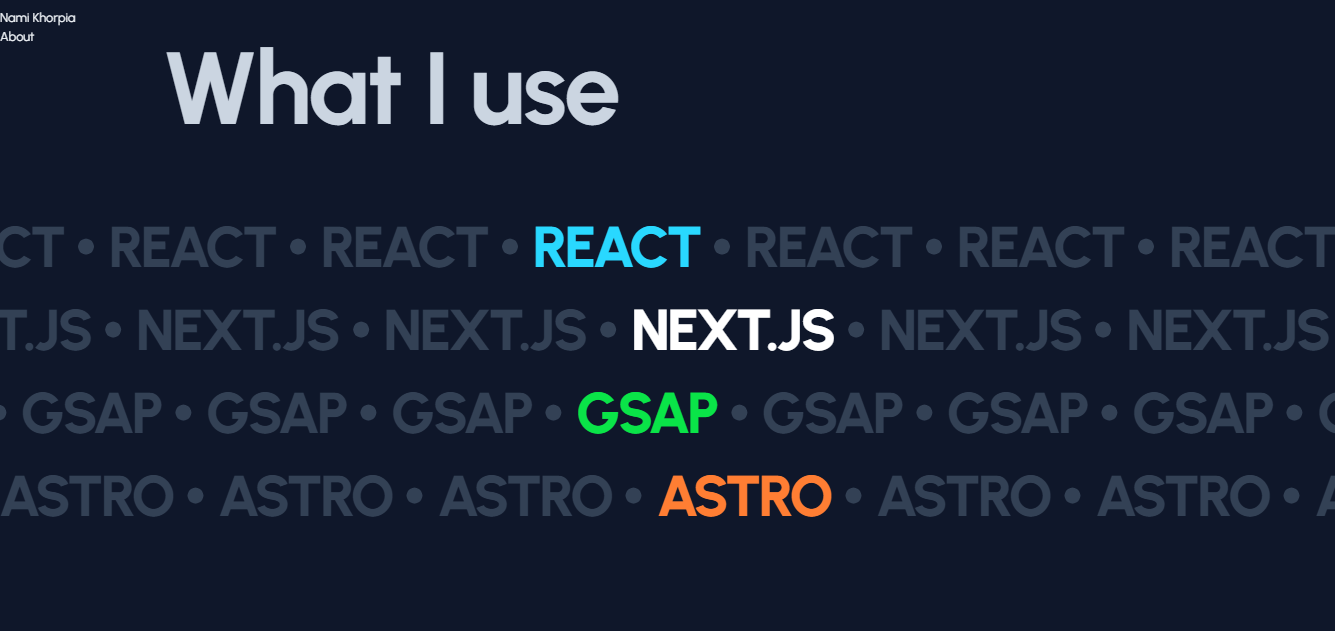 Nami Khorpia
About
What I use
CT • REACT • REACT • REACT • REACT • REACT • REACT
T.JS • NEXT.JS • NEXT.JS • NEXT.JS • NEXT.JS • NEXT.JS
• GSAP • GSAP • GSAP • GSAP • GSAP • GSAP • GSAP • G
ASTRO • ASTRO • ASTRO • ASTRO • ASTRO • ASTRO • A